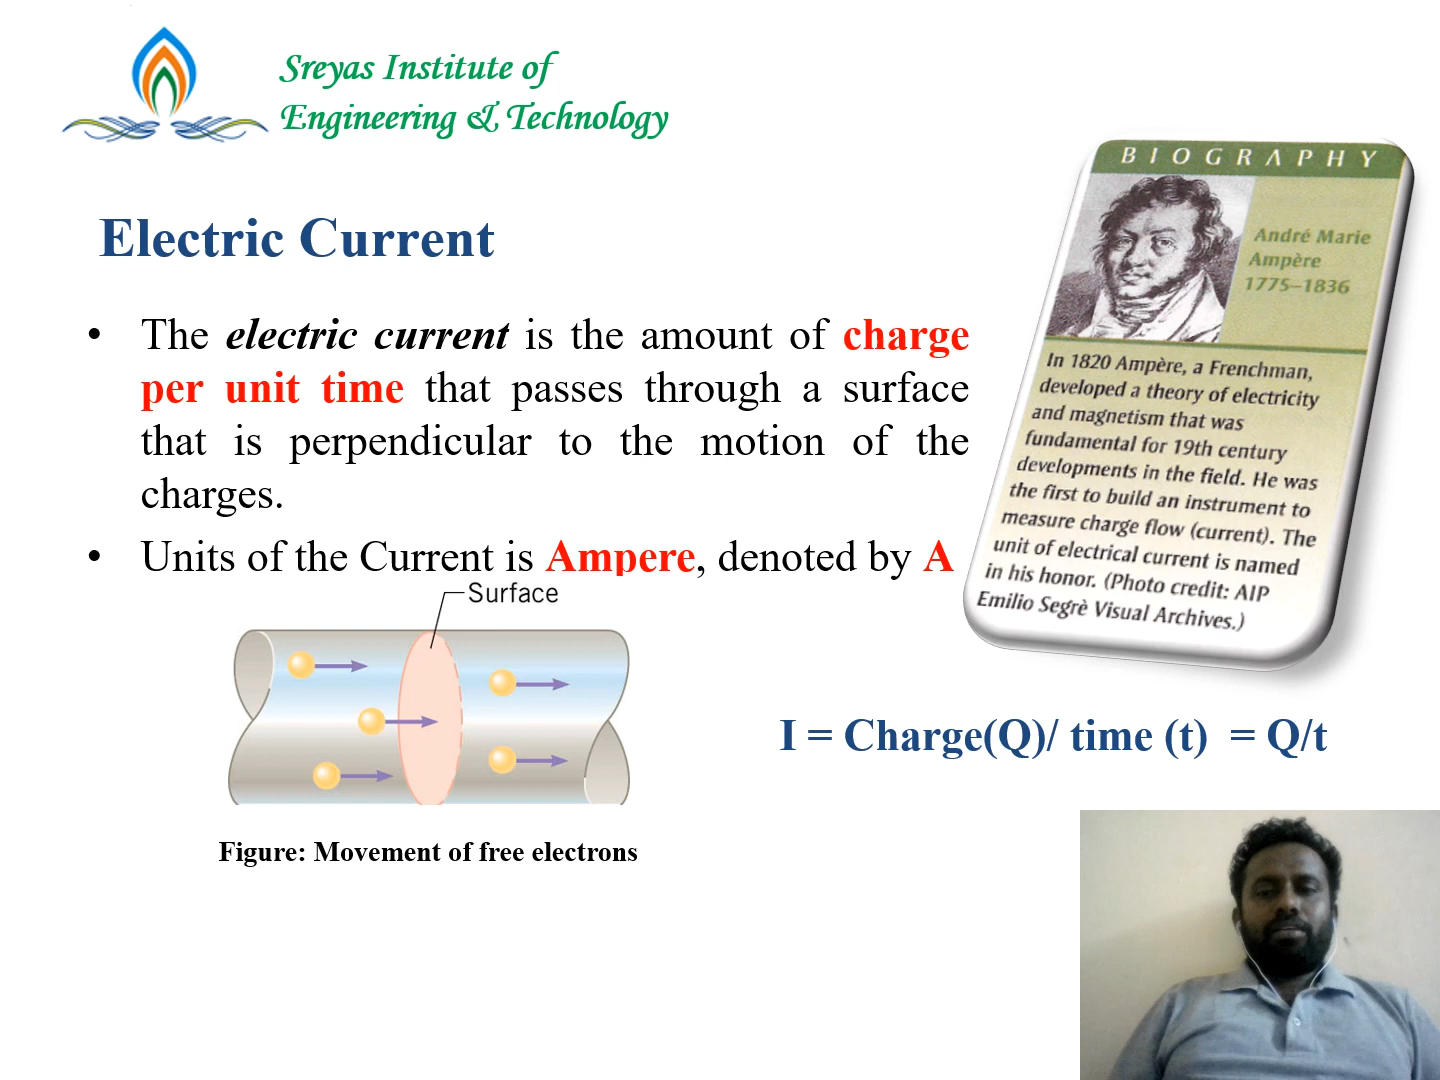 Sreyas Institute of
Engineering & Technology
Electric Current
• The electric current is the amount of charge
per unit time that passes through a surface
that is perpendicular to the motion of the
charges.
• Units of the Current is Ampere, denoted by A
Surface
Figure: Movement of free electrons
BIOGRAPHY
André Marie
Ampère
1775–1836
In 1820 Ampère, a Frenchman,
developed a theory of electricity
and magnetism that was
fundamental for 19th century
developments in the field. He was
the first to build an instrument to
measure charge flow (current). The
unit of electrical current is named
in his honor. (Photo credit: AIP
Emilio Segrè Visual Archives.)
I = Charge(Q)/ time (t) = Q/t